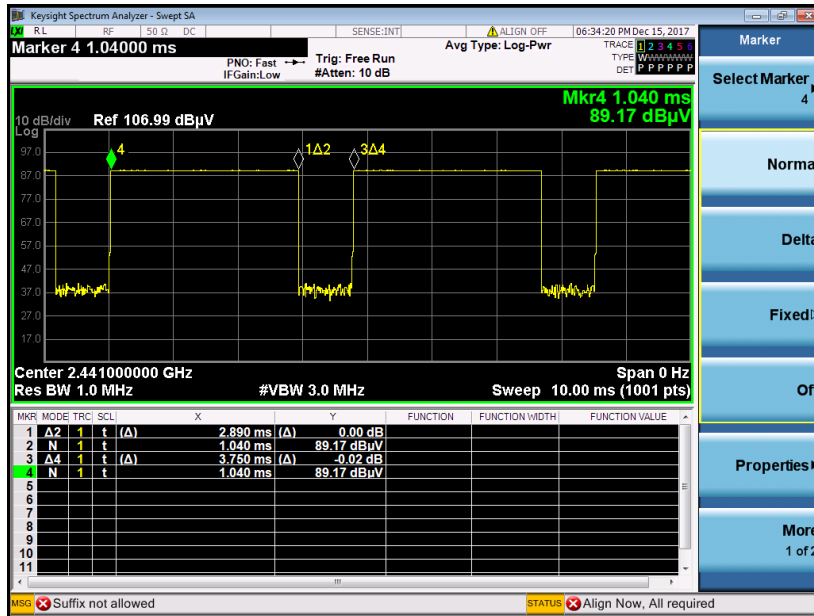 Keysight Spectrum Analyzer - Swept SA
LXI RL RF 50 Ω DC SENSE:INT ALIGN OFF 06:34:20 PM Dec 15, 2017
Marker 4 1.04000 ms
PNO: Fast
IFGain:Low
Trig: Free Run
#Atten: 10 dB
Avg Type: Log-Pwr
TRACE 1 2 3 4 5 6
TYPE W
DET P P P P P P
Mkr4 1.040 ms
89.17 dBµV
10 dB/div Ref 106.99 dBµV
Log
97.0
87.0
77.0
67.0
57.0
47.0
37.0
27.0
17.0
4
1Δ2
3Δ4
Center 2.441000000 GHz Span 0 Hz
Res BW 1.0 MHz #VBW 3.0 MHz Sweep 10.00 ms (1001 pts)
MKR MODE TRC SCL X Y FUNCTION FUNCTION WIDTH FUNCTION VALUE
1 Δ2 1 t (Δ) 2.890 ms (Δ) 0.00 dB
2 N 1 t 1.040 ms 89.17 dBµV
3 Δ4 1 t (Δ) 3.750 ms (Δ) -0.02 dB
4 N 1 t 1.040 ms 89.17 dBµV
5
6
7
8
9
10
11
MSG Suffix not allowed STATUS Align Now, All required
Marker
Select Marker
4
Norma
Delta
Fixed
Of
Properties
More
1 of 2